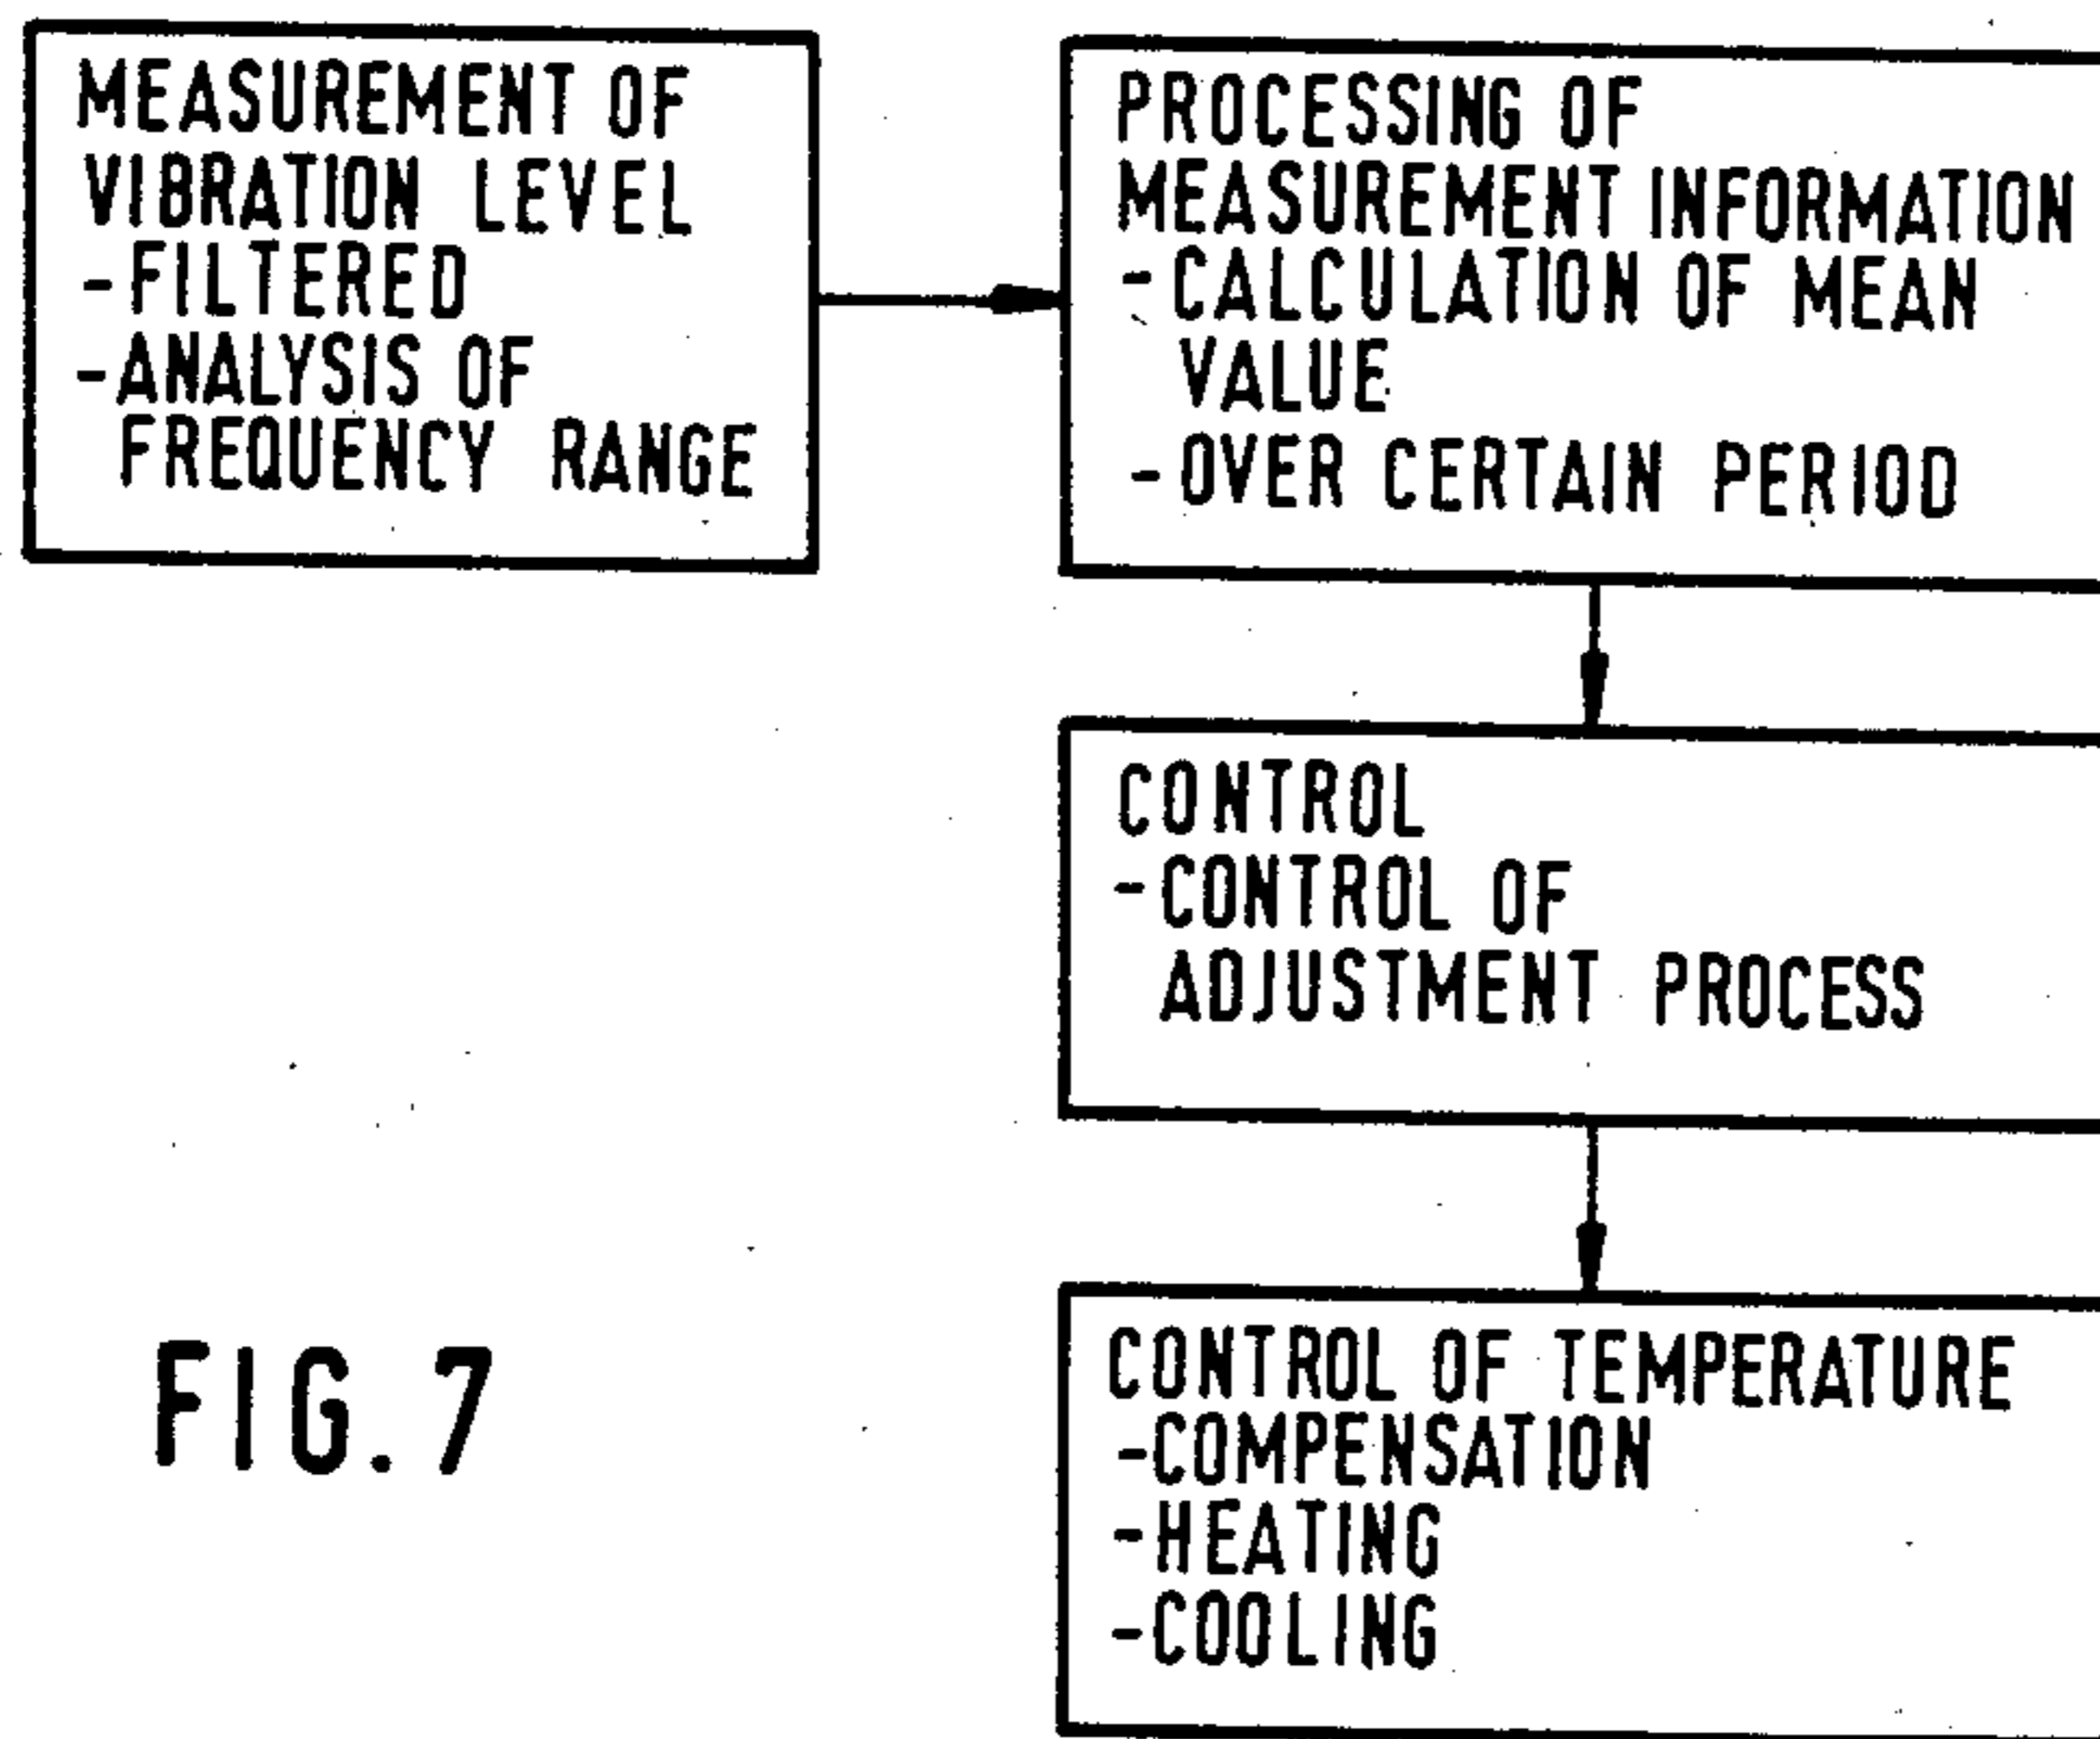 MEASUREMENT OF
VIBRATION LEVEL
-FILTERED
-ANALYSIS OF
FREQUENCY RANGE
PROCESSING OF
MEASUREMENT INFORMATION
-CALCULATION OF MEAN
VALUE
-OVER CERTAIN PERIOD
CONTROL
-CONTROL OF
ADJUSTMENT PROCESS
CONTROL OF TEMPERATURE
-COMPENSATION
-HEATING
-COOLING
FIG.7